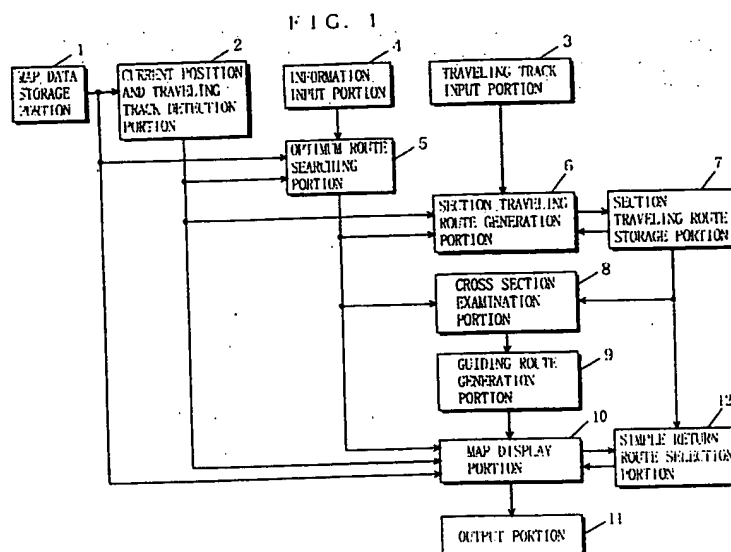 FIG. 1
1
2
4
3
MAP DATA
STORAGE
PORTION
CURRENT POSITION
AND TRAVELING
TRACK DETECTION
PORTION
INFORMATION
INPUT PORTION
TRAVELING TRACK
INPUT PORTION
5
OPTIMUM ROUTE
SEARCHING
PORTION
6
7
SECTION TRAVELING
ROUTE GENERATION
PORTION
SECTION
TRAVELING ROUTE
STORAGE PORTION
8
CROSS SECTION
EXAMINATION
PORTION
9
GUIDING ROUTE
GENERATION
PORTION
10
12
MAP DISPLAY
PORTION
SIMPLE RETURN
ROUTE SELECTION
PORTION
11
OUTPUT PORTION